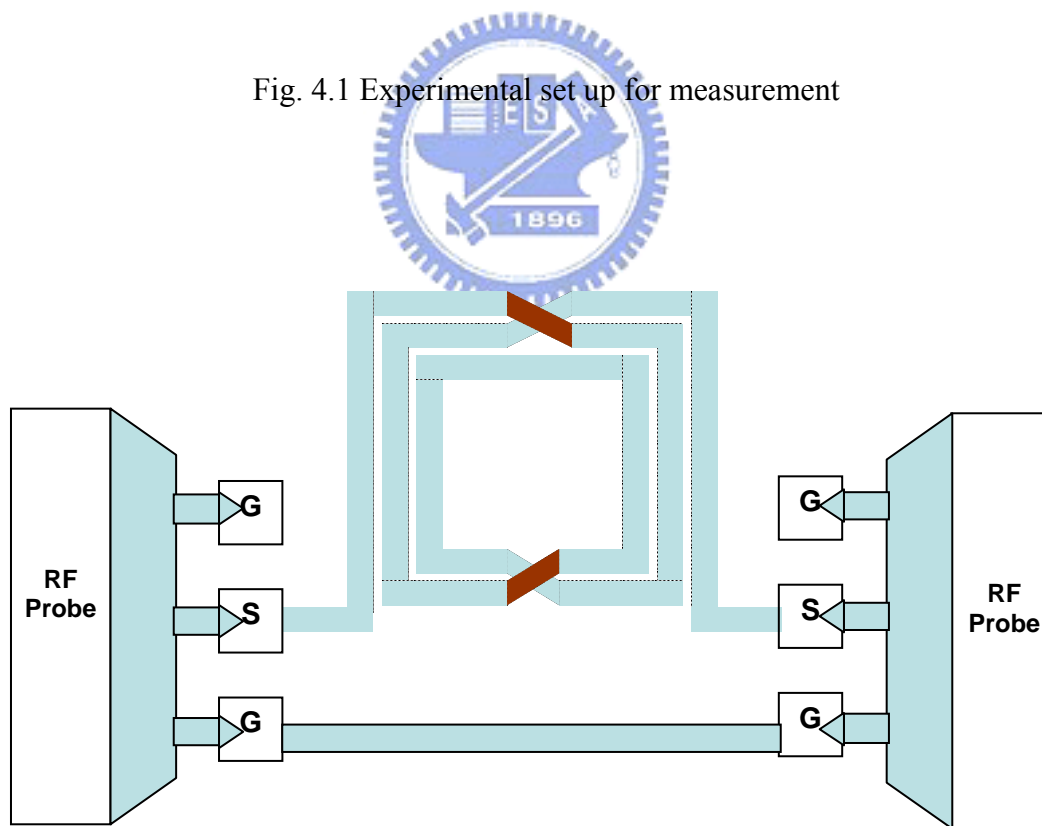 Fig. 4.1 Experimental set up for measurement
E S A
1896
G
G
RF
Probe
S
S
RF
Probe
G
G